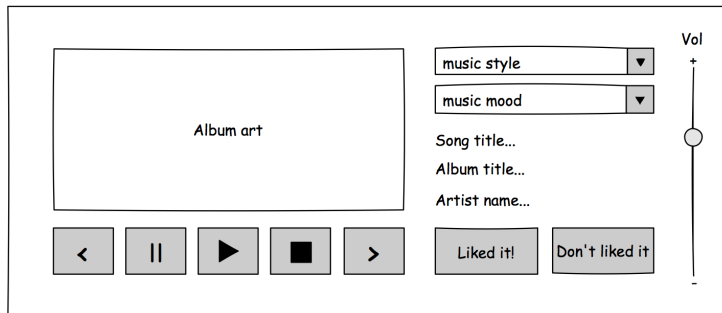 Vol
+
music style
music mood
Album art
Song title...
Album title...
Artist name...
< || >
Liked it!
Don't liked it
-